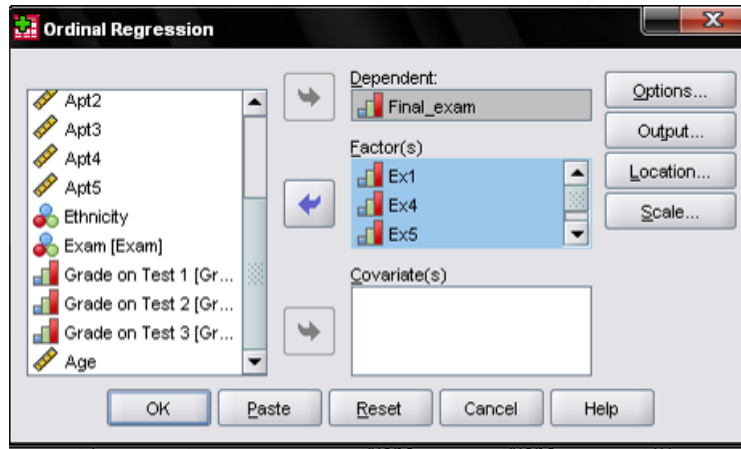 Ordinal Regression
Apt2
Apt3
Apt4
Apt5
Ethnicity
Exam [Exam]
Grade on Test 1 [Gr...
Grade on Test 2 [Gr...
Grade on Test 3 [Gr...
Age
Dependent:
Final_exam
Factor(s)
Ex1
Ex4
Ex5
Covariate(s)
Options...
Output...
Location...
Scale...
OK
Paste
Reset
Cancel
Help